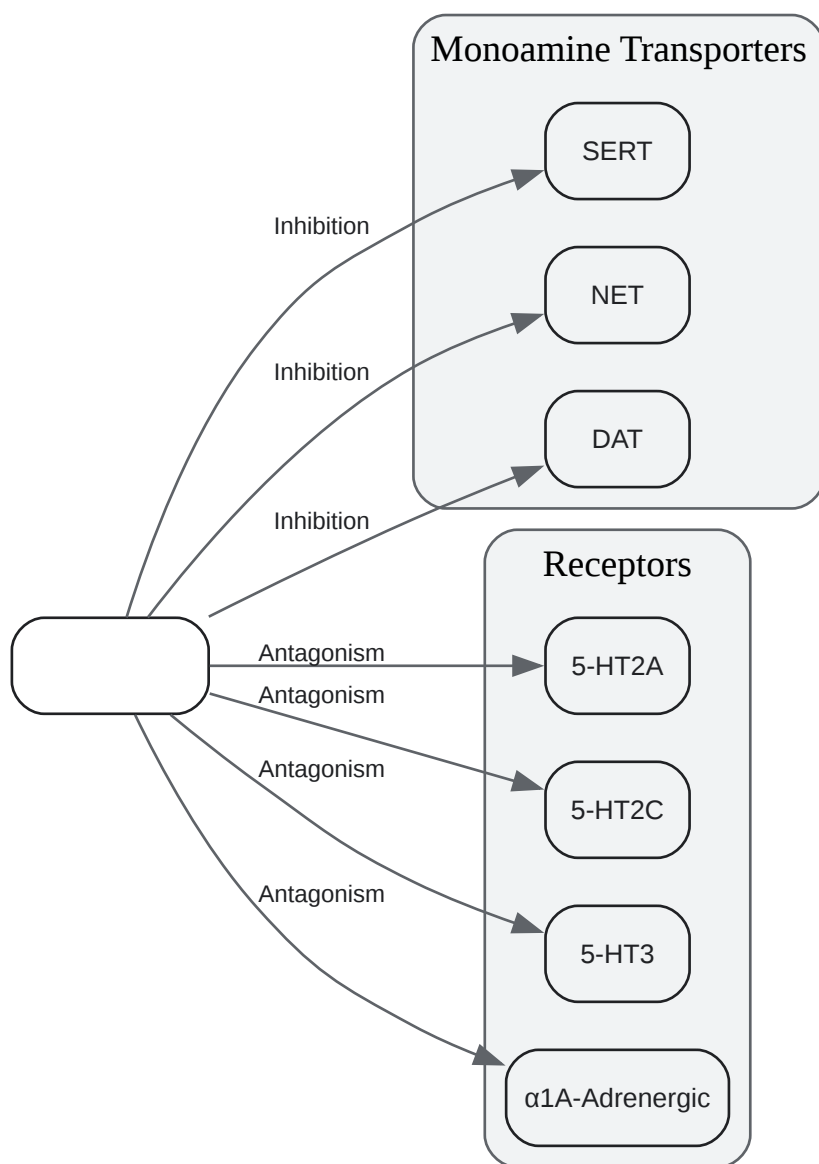 Monoamine Transporters
SERT
Inhibition
NET
Inhibition
DAT
Inhibition
Receptors
5-HT2A
Antagonism
Antagonism
5-HT2C
Antagonism
Antagonism
5-HT3
α1A-Adrenergic